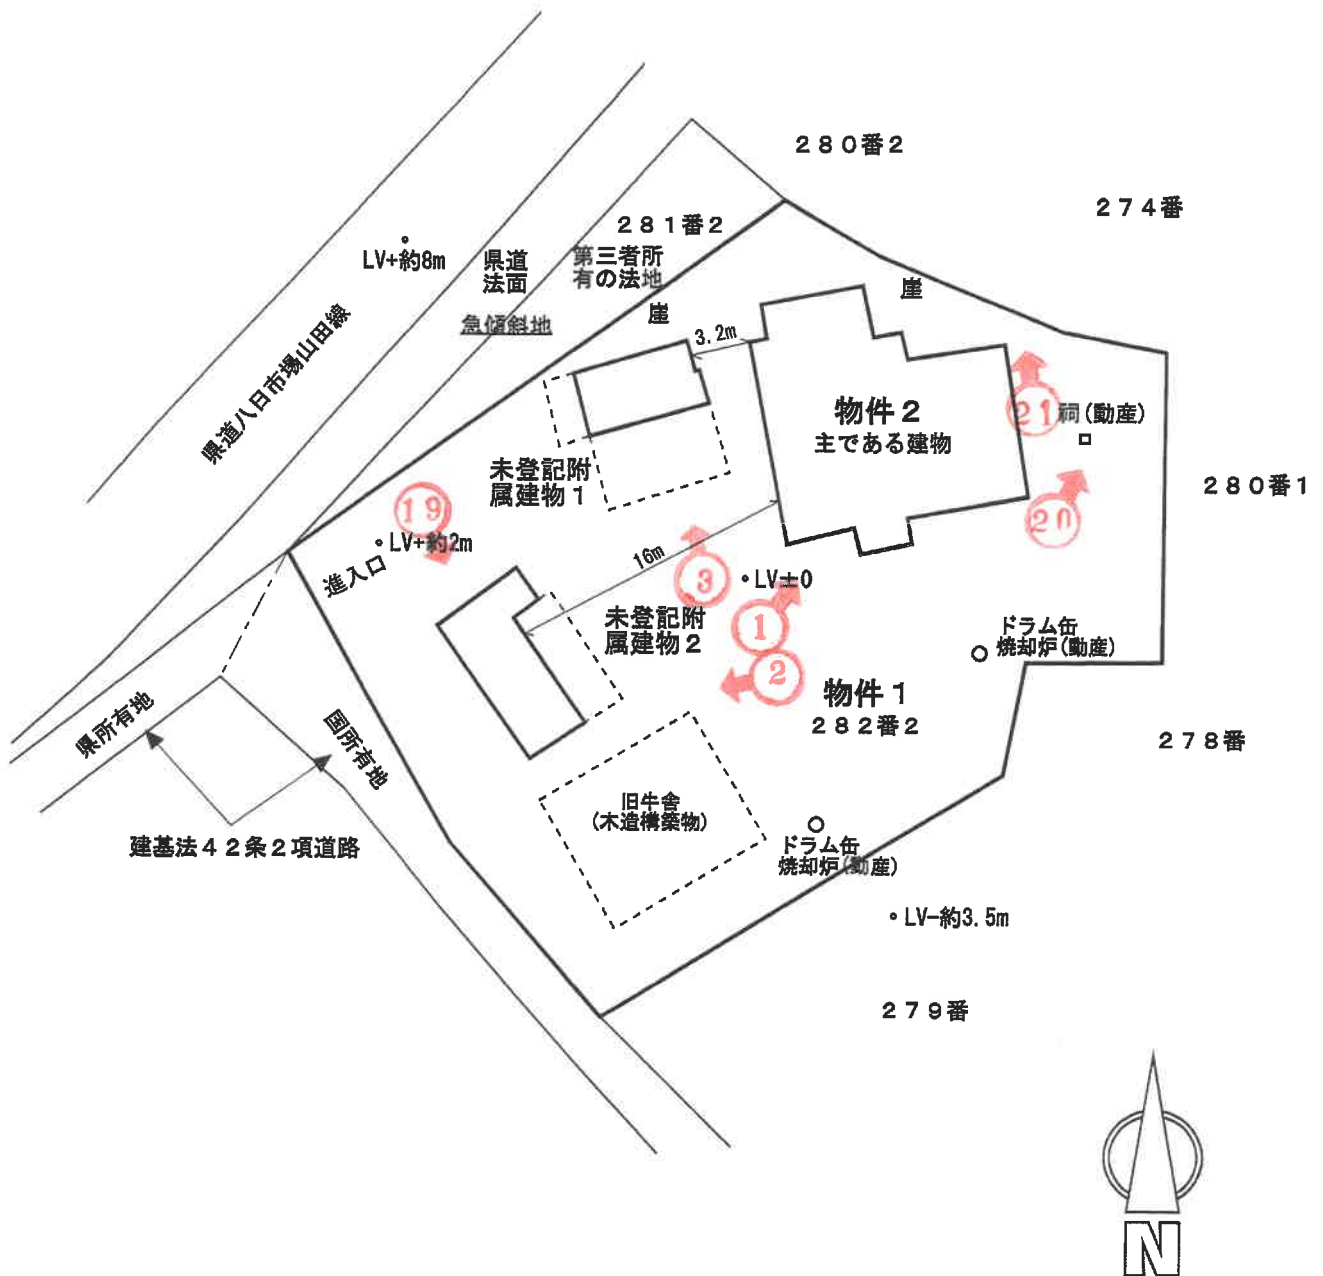 280番2
274番
281番2
LV+約8m
県道
法面
第三者所
有の法地
急傾斜地
崖
崖
県道八日市場山田線
3.2m
物件2
主である建物
21
祠(動産)
未登記附
属建物1
280番1
19
20
LV+約2m
進入口
16m
3
LV±0
未登記附
属建物2
1
ドラム缶
焼却炉(動産)
2
物件1
282番2
278番
県所有地
国所有地
旧牛舎
(木造構築物)
建基法42条2項道路
ドラム缶
焼却炉(動産)
LV-約3.5m
279番
N